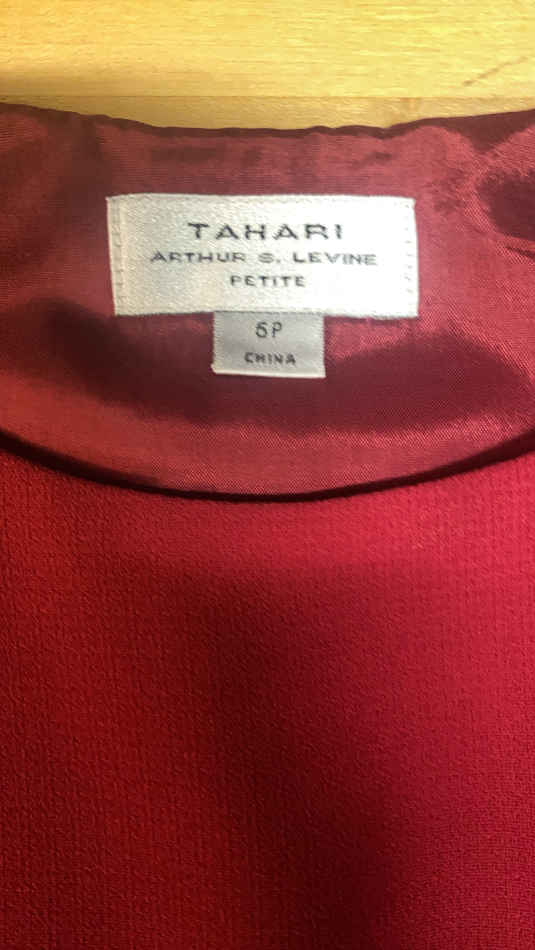 TAHARI
ARTHUR S. LEVINE
PETITE
6P
CHINA